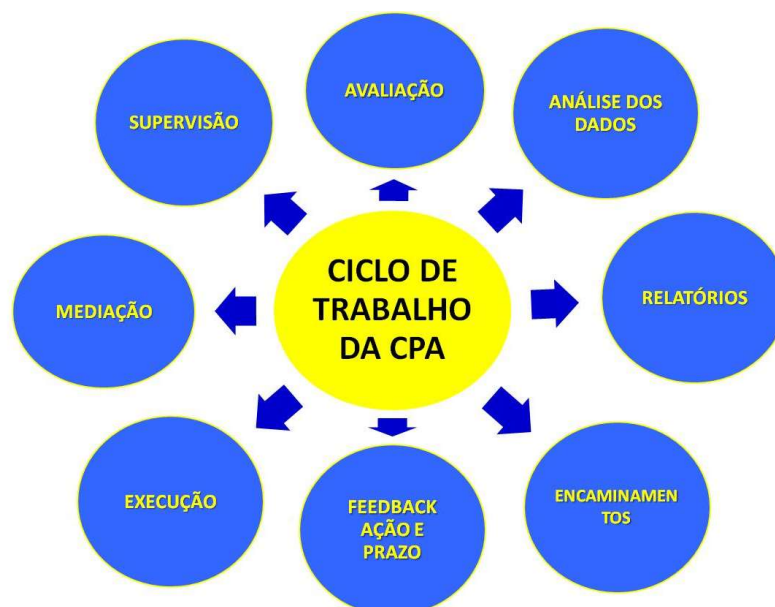 AVALIAÇÃO
ANÁLISE DOS
DADOS
SUPERVISÃO
CICLO DE
TRABALHO
DA CPA
MEDIAÇÃO
RELATÓRIOS
EXECUÇÃO
FEEDBACK
AÇÃO E
PRAZO
ENCAMINAMEN
TOS